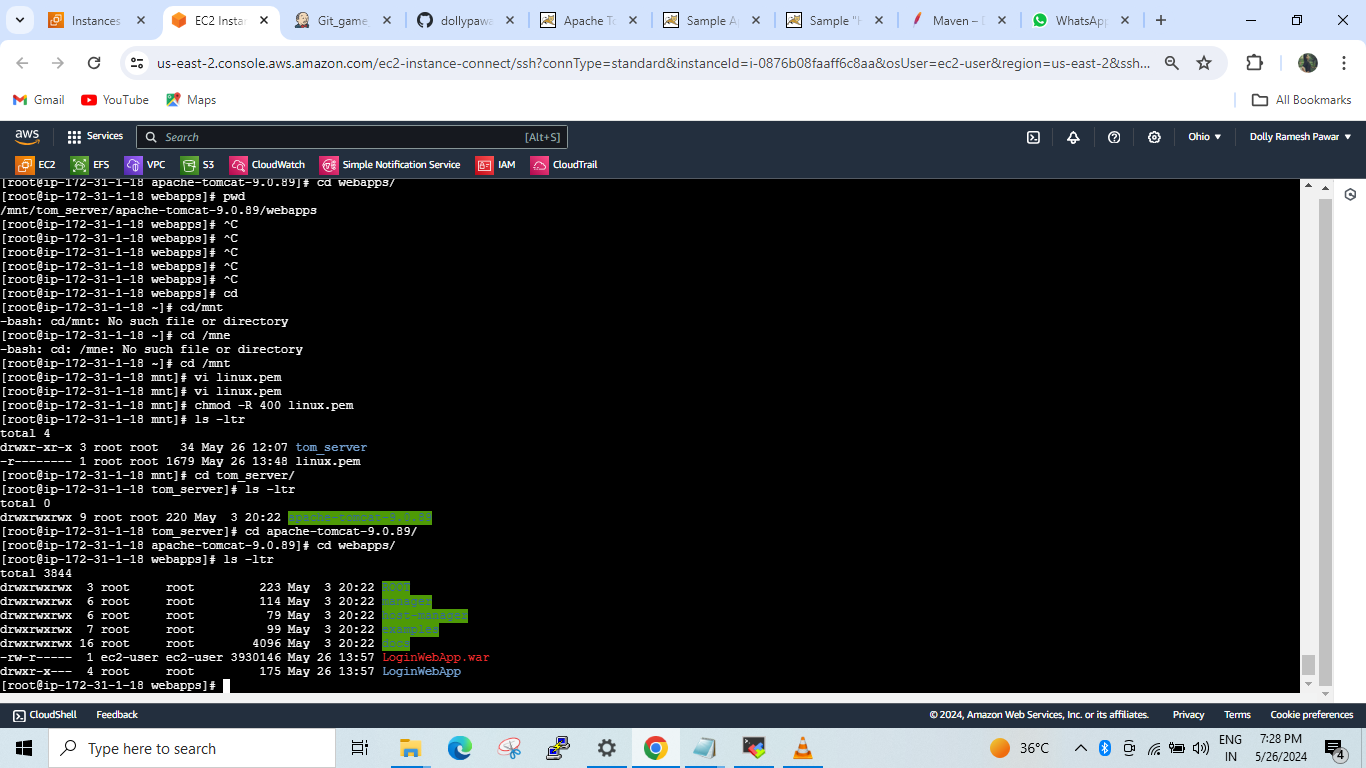 Instances
EC2 Insta
Git_game_
dollypawa
Apache To
Sample Ap
Sample "H
Maven – D
WhatsApp
us-east-2.console.aws.amazon.com/ec2-instance-connect/ssh?connType=standard&instanceId=i-0876b08faaff6c8aa&osUser=ec2-user&region=us-east-2&ssh...
Gmail
YouTube
Maps
All Bookmarks
aws
Services
Search
[Alt+S]
Ohio
Dolly Ramesh Pawar
EC2
EFS
VPC
S3
CloudWatch
Simple Notification Service
IAM
CloudTrail
[root@ip-172-31-1-18 apache-tomcat-9.0.89]# cd webapps/
[root@ip-172-31-1-18 webapps]# pwd
/mnt/tom_server/apache-tomcat-9.0.89/webapps
[root@ip-172-31-1-18 webapps]# ^C
[root@ip-172-31-1-18 webapps]# ^C
[root@ip-172-31-1-18 webapps]# ^C
[root@ip-172-31-1-18 webapps]# ^C
[root@ip-172-31-1-18 webapps]# ^C
[root@ip-172-31-1-18 webapps]# cd
[root@ip-172-31-1-18 ~]# cd/mnt
-bash: cd/mnt: No such file or directory
[root@ip-172-31-1-18 ~]# cd /mne
-bash: cd: /mne: No such file or directory
[root@ip-172-31-1-18 ~]# cd /mnt
[root@ip-172-31-1-18 mnt]# vi linux.pem
[root@ip-172-31-1-18 mnt]# vi linux.pem
[root@ip-172-31-1-18 mnt]# chmod -R 400 linux.pem
[root@ip-172-31-1-18 mnt]# ls -ltr
total 4
drwxr-xr-x 3 root root   34 May 26 12:07 tom_server
-r-------- 1 root root 1679 May 26 13:48 linux.pem
[root@ip-172-31-1-18 mnt]# cd tom_server/
[root@ip-172-31-1-18 tom_server]# ls -ltr
total 0
drwxrwxrwx 9 root root 220 May  3 20:22 apache-tomcat-9.0.89
[root@ip-172-31-1-18 tom_server]# cd apache-tomcat-9.0.89/
[root@ip-172-31-1-18 apache-tomcat-9.0.89]# cd webapps/
[root@ip-172-31-1-18 webapps]# ls -ltr
total 3844
drwxrwxrwx  3 root     root         223 May  3 20:22 ROOT
drwxrwxrwx  6 root     root         114 May  3 20:22 manager
drwxrwxrwx  6 root     root          79 May  3 20:22 host-manager
drwxrwxrwx  7 root     root          99 May  3 20:22 examples
drwxrwxrwx 16 root     root        4096 May  3 20:22 docs
-rw-r-----  1 ec2-user ec2-user 3930146 May 26 13:57 LoginWebApp.war
drwxr-x---  4 root     root         175 May 26 13:57 LoginWebApp
[root@ip-172-31-1-18 webapps]#
CloudShell
Feedback
© 2024, Amazon Web Services, Inc. or its affiliates.
Privacy
Terms
Cookie preferences
Type here to search
36°C
ENG
IN
7:28 PM
5/26/2024
4